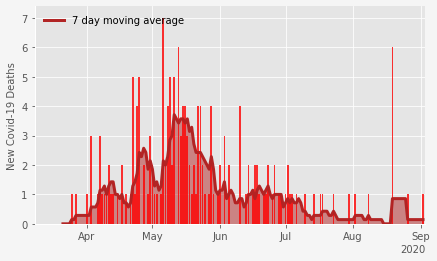 7 day moving average
New Covid-19 Deaths
7
6
5
4
3
2
1
0
Apr
May
Jun
Jul
Aug
Sep
2020